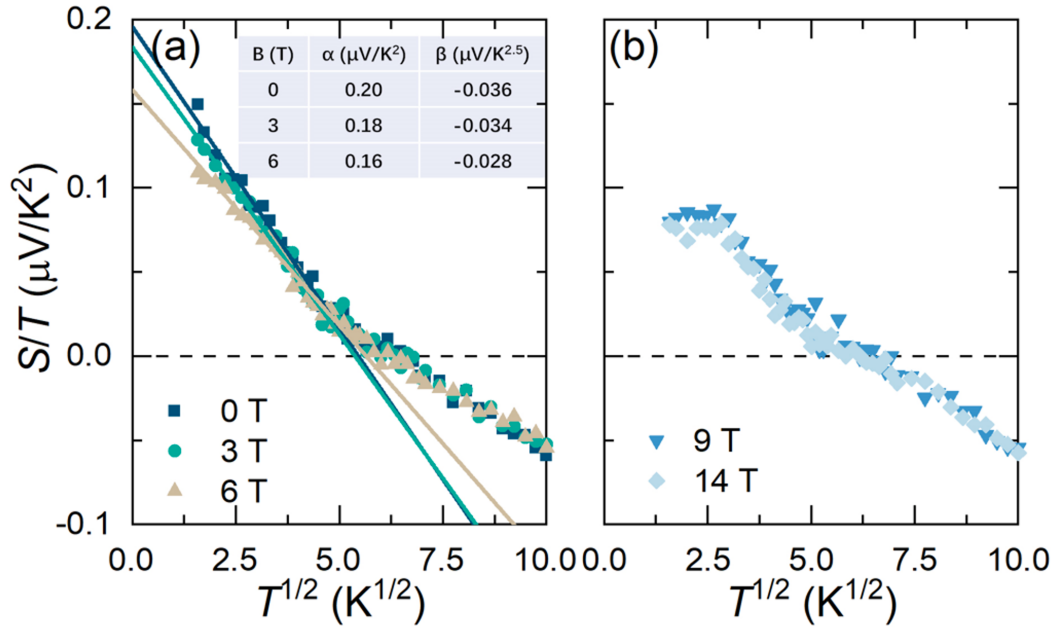 (a)
B (T) α (μV/K²) β (μV/K²·⁵)
0 0.20 -0.036
3 0.18 -0.034
6 0.16 -0.028
0.2
0.1
0.0
-0.1
S/T (μV/K²)
0 T
3 T
6 T
0.0 2.5 5.0 7.5 10.0
T^{1/2} (K^{1/2})
(b)
9 T
14 T
0.0 2.5 5.0 7.5 10.0
T^{1/2} (K^{1/2})